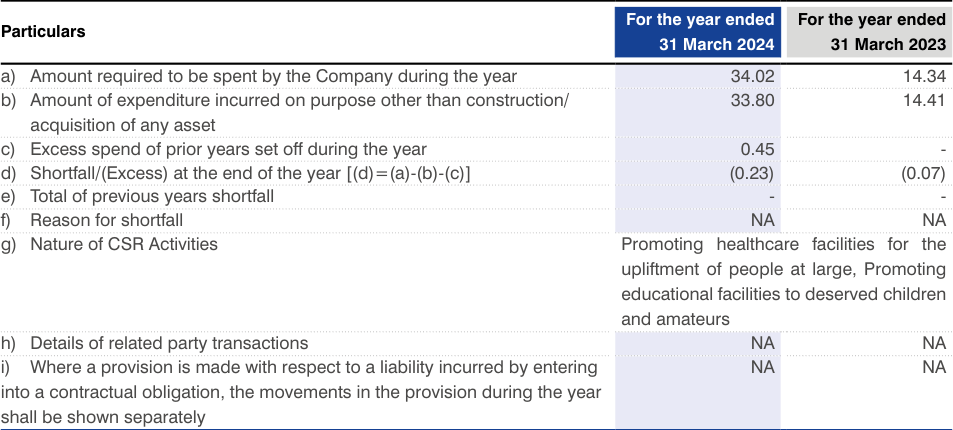 Particulars For the year ended 31 March 2024 For the year ended 31 March 2023
a) Amount required to be spent by the Company during the year 34.02 14.34
b) Amount of expenditure incurred on purpose other than construction/ 33.80 14.41
acquisition of any asset
c) Excess spend of prior years set off during the year 0.45 -
d) Shortfall/(Excess) at the end of the year [(d)=(a)-(b)-(c)] (0.23) (0.07)
e) Total of previous years shortfall - -
f) Reason for shortfall NA NA
g) Nature of CSR Activities Promoting healthcare facilities for the
upliftment of people at large, Promoting
educational facilities to deserved children
and amateurs
h) Details of related party transactions NA NA
i) Where a provision is made with respect to a liability incurred by entering NA NA
into a contractual obligation, the movements in the provision during the year
shall be shown separately